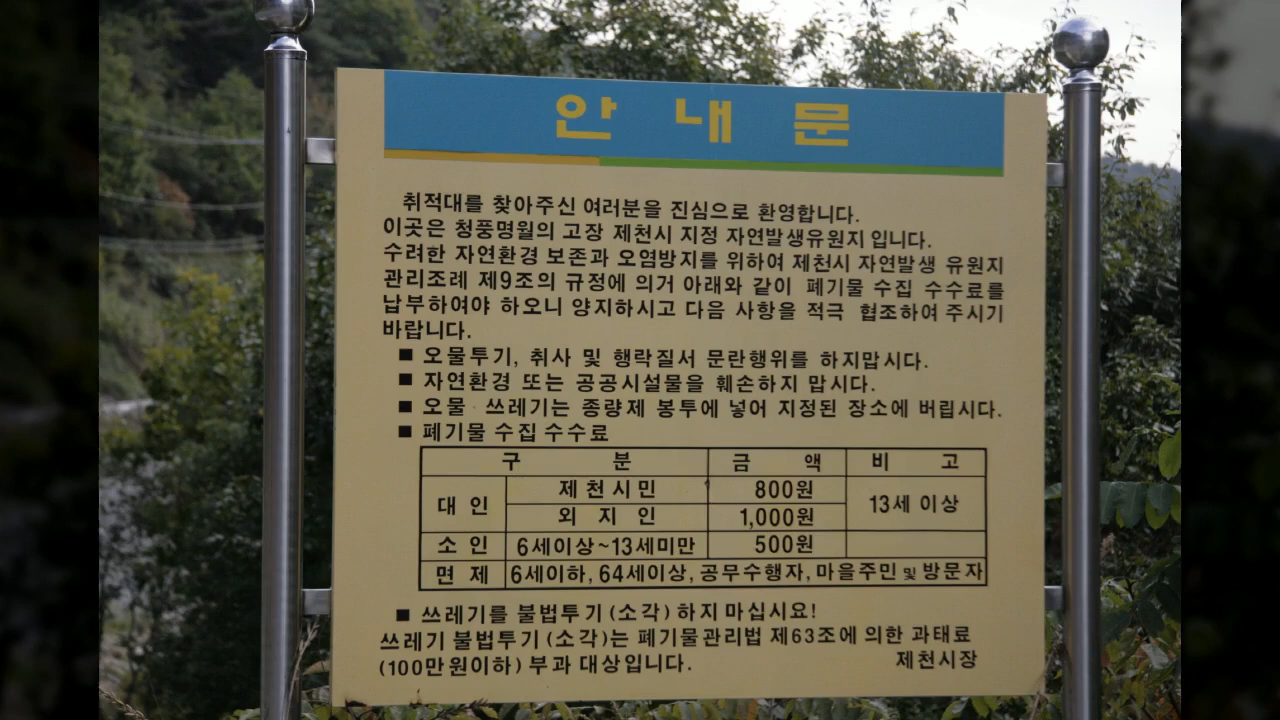 안내문
취적대를 찾아주신 여러분을 진심으로 환영합니다.
이곳은 청풍명월의 고장 제천시 지정 자연발생유원지 입니다.
수려한 자연환경 보존과 오염방지를 위하여 제천시 자연발생 유원지
관리조례 제9조의 규정에 의거 아래와 같이 폐기물 수집 수수료를
납부하여야 하오니 양지하시고 다음 사항을 적극 협조하여 주시기
바랍니다.
■ 오물투기, 취사 및 행락질서 문란행위를 하지맙시다.
■ 자연환경 또는 공공시설물을 훼손하지 맙시다.
■ 오물·쓰레기는 종량제 봉투에 넣어 지정된 장소에 버립시다.
■ 폐기물 수집 수수료
구 분 금 액 비 고
대 인 제천시민 800원 13세 이상
외 지 인 1,000원
소 인 6세이상~13세미만 500원
면 제 6세이하, 64세이상, 공무수행자, 마을주민 및 방문자
■ 쓰레기를 불법투기(소각) 하지 마십시요!
쓰레기 불법투기(소각)는 폐기물관리법 제63조에 의한 과태료
(100만원이하) 부과 대상입니다. 제천시장